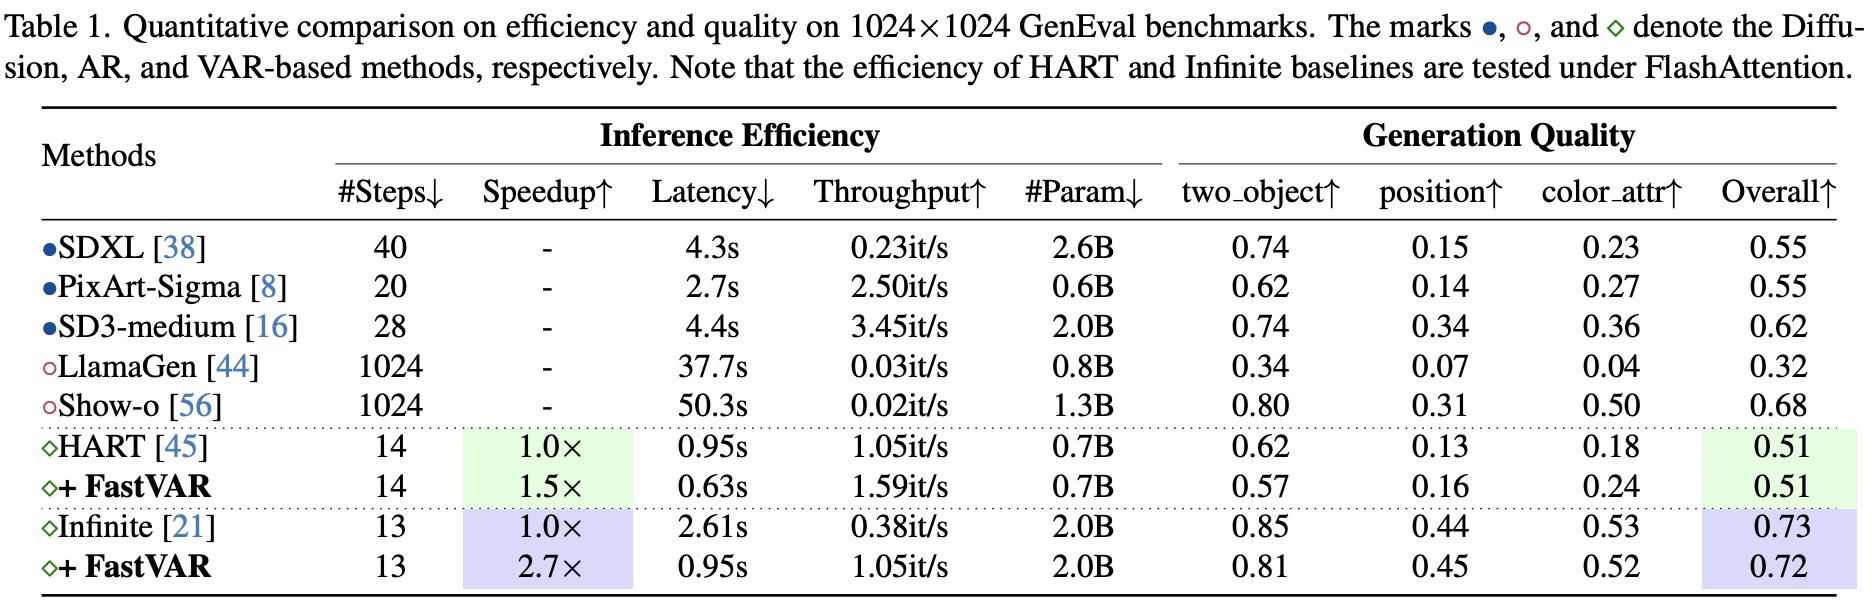 Table 1. Quantitative comparison on efficiency and quality on 1024×1024 GenEval benchmarks. The marks ●, ○, and ◇ denote the Diffu-
sion, AR, and VAR-based methods, respectively. Note that the efficiency of HART and Infinite baselines are tested under FlashAttention.
Methods Inference Efficiency Generation Quality
#Steps↓ Speedup↑ Latency↓ Throughput↑ #Param↓ two_object↑ position↑ color_attr↑ Overall↑
●SDXL [38] 40 - 4.3s 0.23it/s 2.6B 0.74 0.15 0.23 0.55
●PixArt-Sigma [8] 20 - 2.7s 2.50it/s 0.6B 0.62 0.14 0.27 0.55
●SD3-medium [16] 28 - 4.4s 3.45it/s 2.0B 0.74 0.34 0.36 0.62
○LlamaGen [44] 1024 - 37.7s 0.03it/s 0.8B 0.34 0.07 0.04 0.32
○Show-o [56] 1024 - 50.3s 0.02it/s 1.3B 0.80 0.31 0.50 0.68
◇HART [45] 14 1.0× 0.95s 1.05it/s 0.7B 0.62 0.13 0.18 0.51
◇+ FastVAR 14 1.5× 0.63s 1.59it/s 0.7B 0.57 0.16 0.24 0.51
◇Infinite [21] 13 1.0× 2.61s 0.38it/s 2.0B 0.85 0.44 0.53 0.73
◇+ FastVAR 13 2.7× 0.95s 1.05it/s 2.0B 0.81 0.45 0.52 0.72